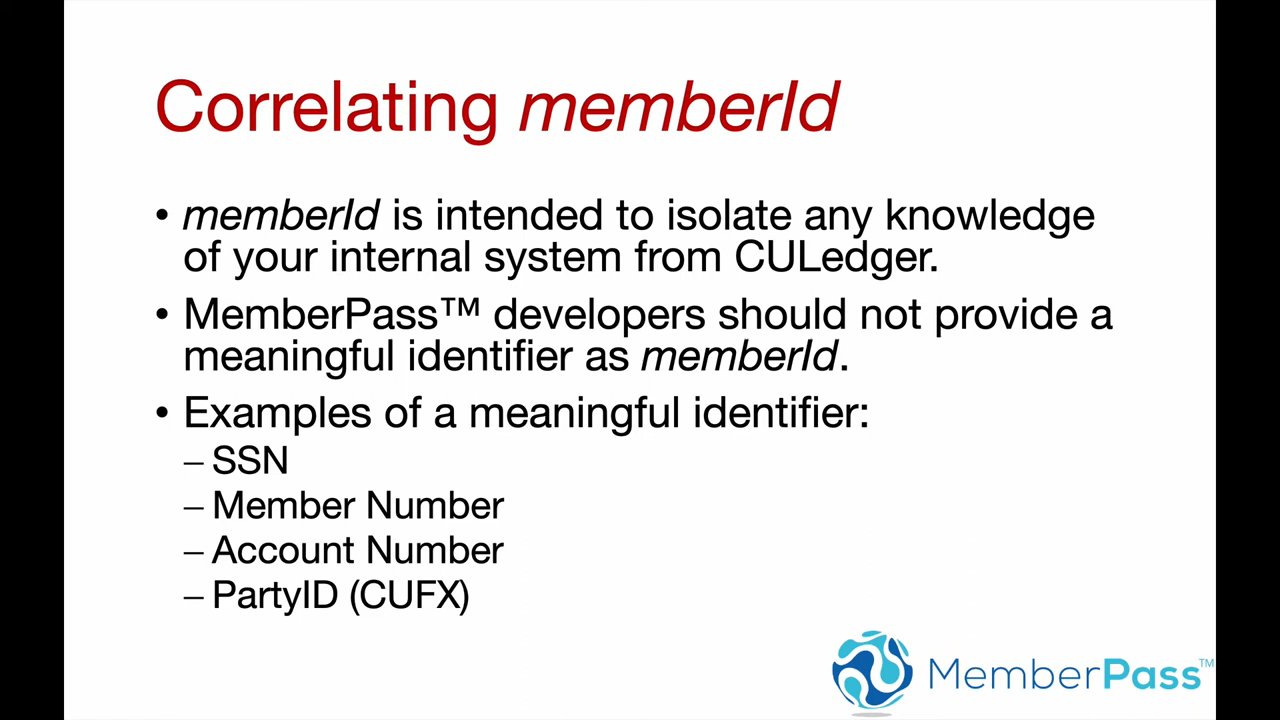 Correlating memberId
• memberId is intended to isolate any knowledge
of your internal system from CULedger.
• MemberPass™ developers should not provide a
meaningful identifier as memberId.
• Examples of a meaningful identifier:
– SSN
– Member Number
– Account Number
– PartyID (CUFX)
MemberPass™